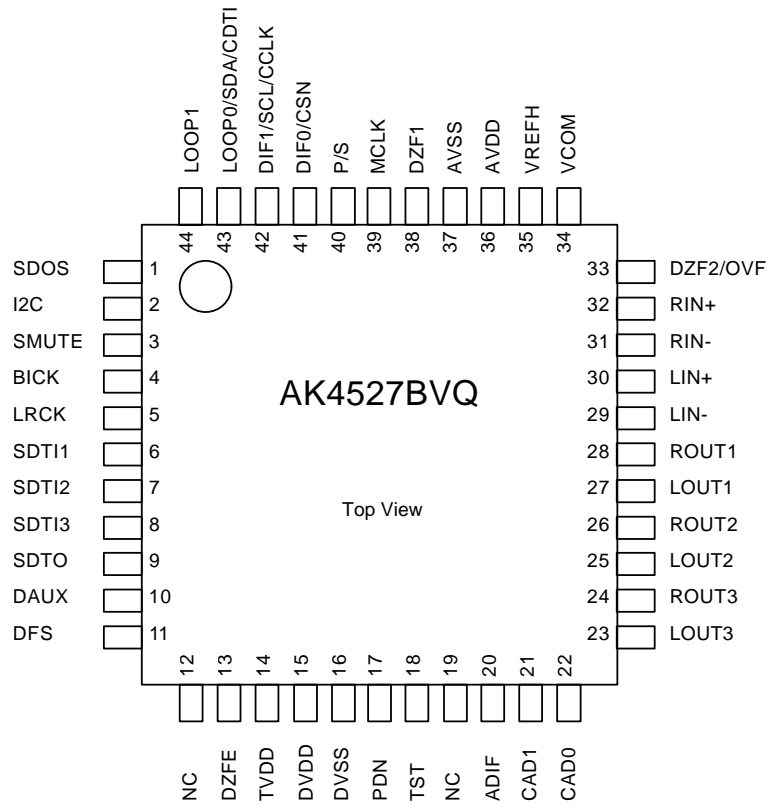 LOOP1
LOOP0/SDA/CDTI
DIF1/SCL/CCLK
DIF0/CSN
P/S
MCLK
DZF1
AVSS
AVDD
VREFH
VCOM
44
43
42
41
40
39
38
37
36
35
34
SDOS 1
I2C 2
SMUTE 3
BICK 4
LRCK 5
SDTI1 6
SDTI2 7
SDTI3 8
SDTO 9
DAUX 10
DFS 11
AK4527BVQ
Top View
33 DZF2/OVF
32 RIN+
31 RIN-
30 LIN+
29 LIN-
28 ROUT1
27 LOUT1
26 ROUT2
25 LOUT2
24 ROUT3
23 LOUT3
12
13
14
15
16
17
18
19
20
21
22
NC
DZFE
TVDD
DVDD
DVSS
PDN
TST
NC
ADIF
CAD1
CAD0